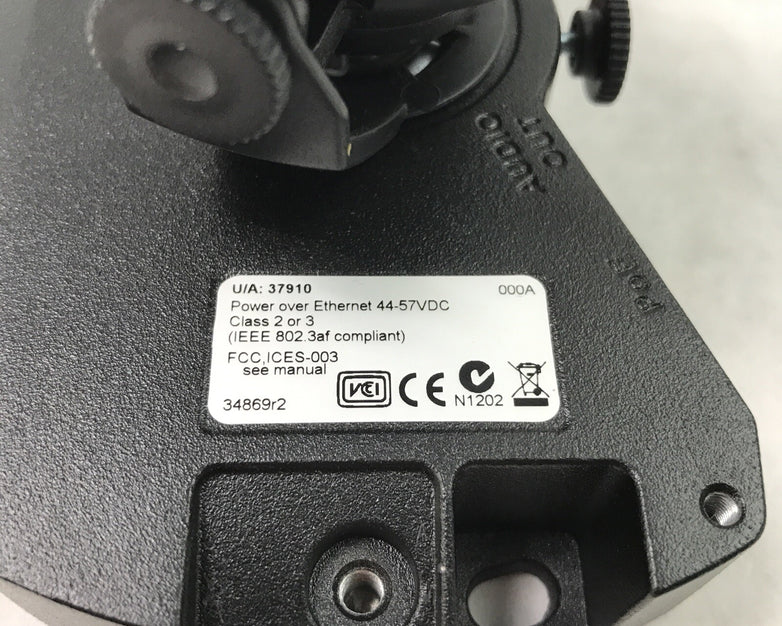 AUDIO
OUT
POE
U/A: 37910 000A
Power over Ethernet 44-57VDC
Class 2 or 3
(IEEE 802.3af compliant)
FCC,ICES-003
see manual
VCCI CE N1202
34869r2